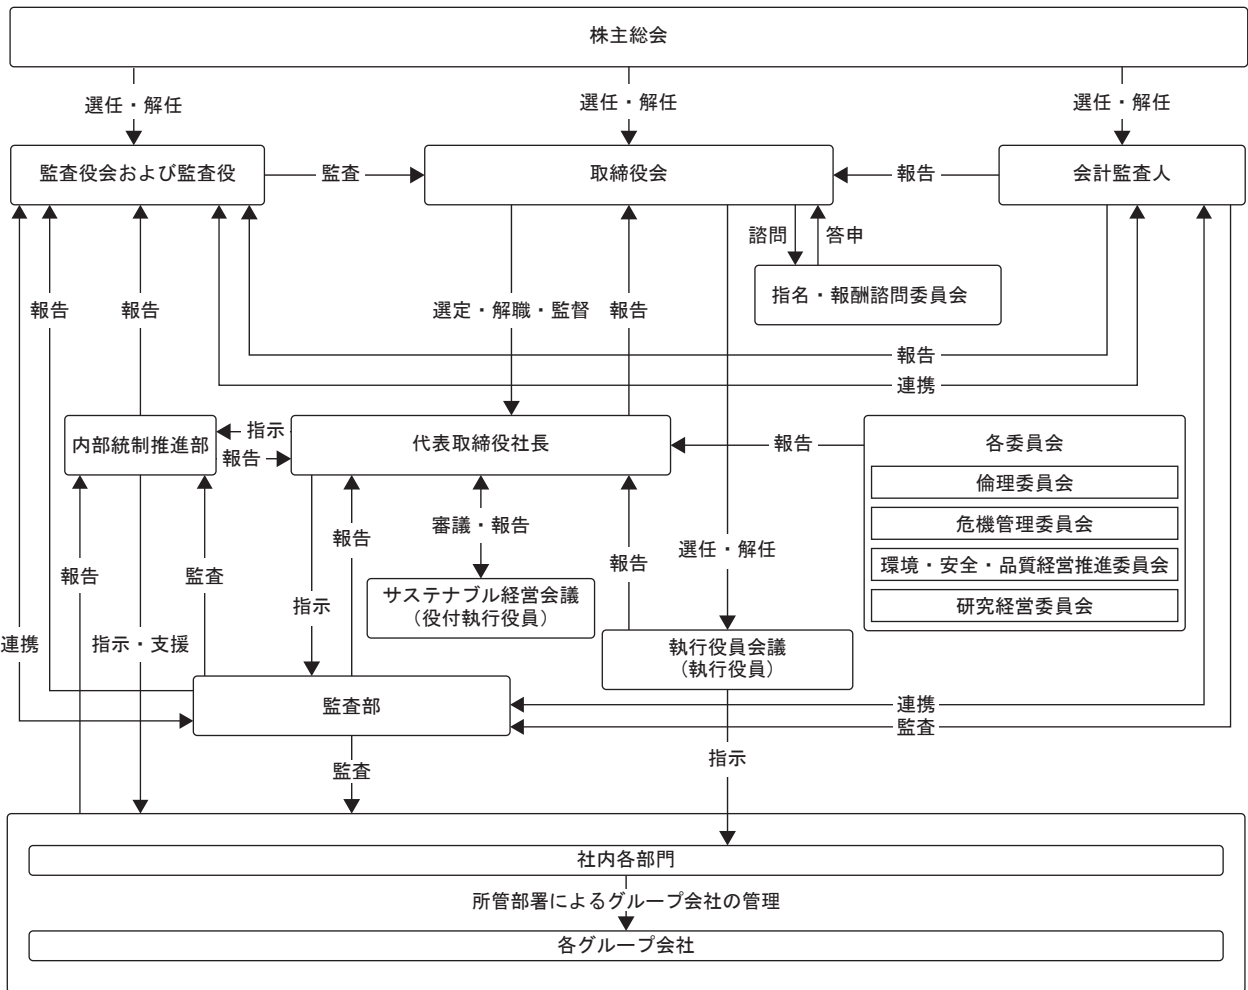 株主総会
選任・解任
選任・解任
選任・解任
監査役会および監査役
監査
取締役会
報告
会計監査人
諮問
答申
指名・報酬諮問委員会
報告
報告
選定・解職・監督
報告
報告
連携
内部統制推進部
指示
報告
代表取締役社長
報告
各委員会
倫理委員会
危機管理委員会
環境・安全・品質経営推進委員会
研究経営委員会
審議・報告
報告
選任・解任
報告
報告
監査
指示
サステナブル経営会議
（役付執行役員）
連携
指示・支援
執行役員会議
（執行役員）
監査部
連携
監査
監査
指示
社内各部門
所管部署によるグループ会社の管理
各グループ会社